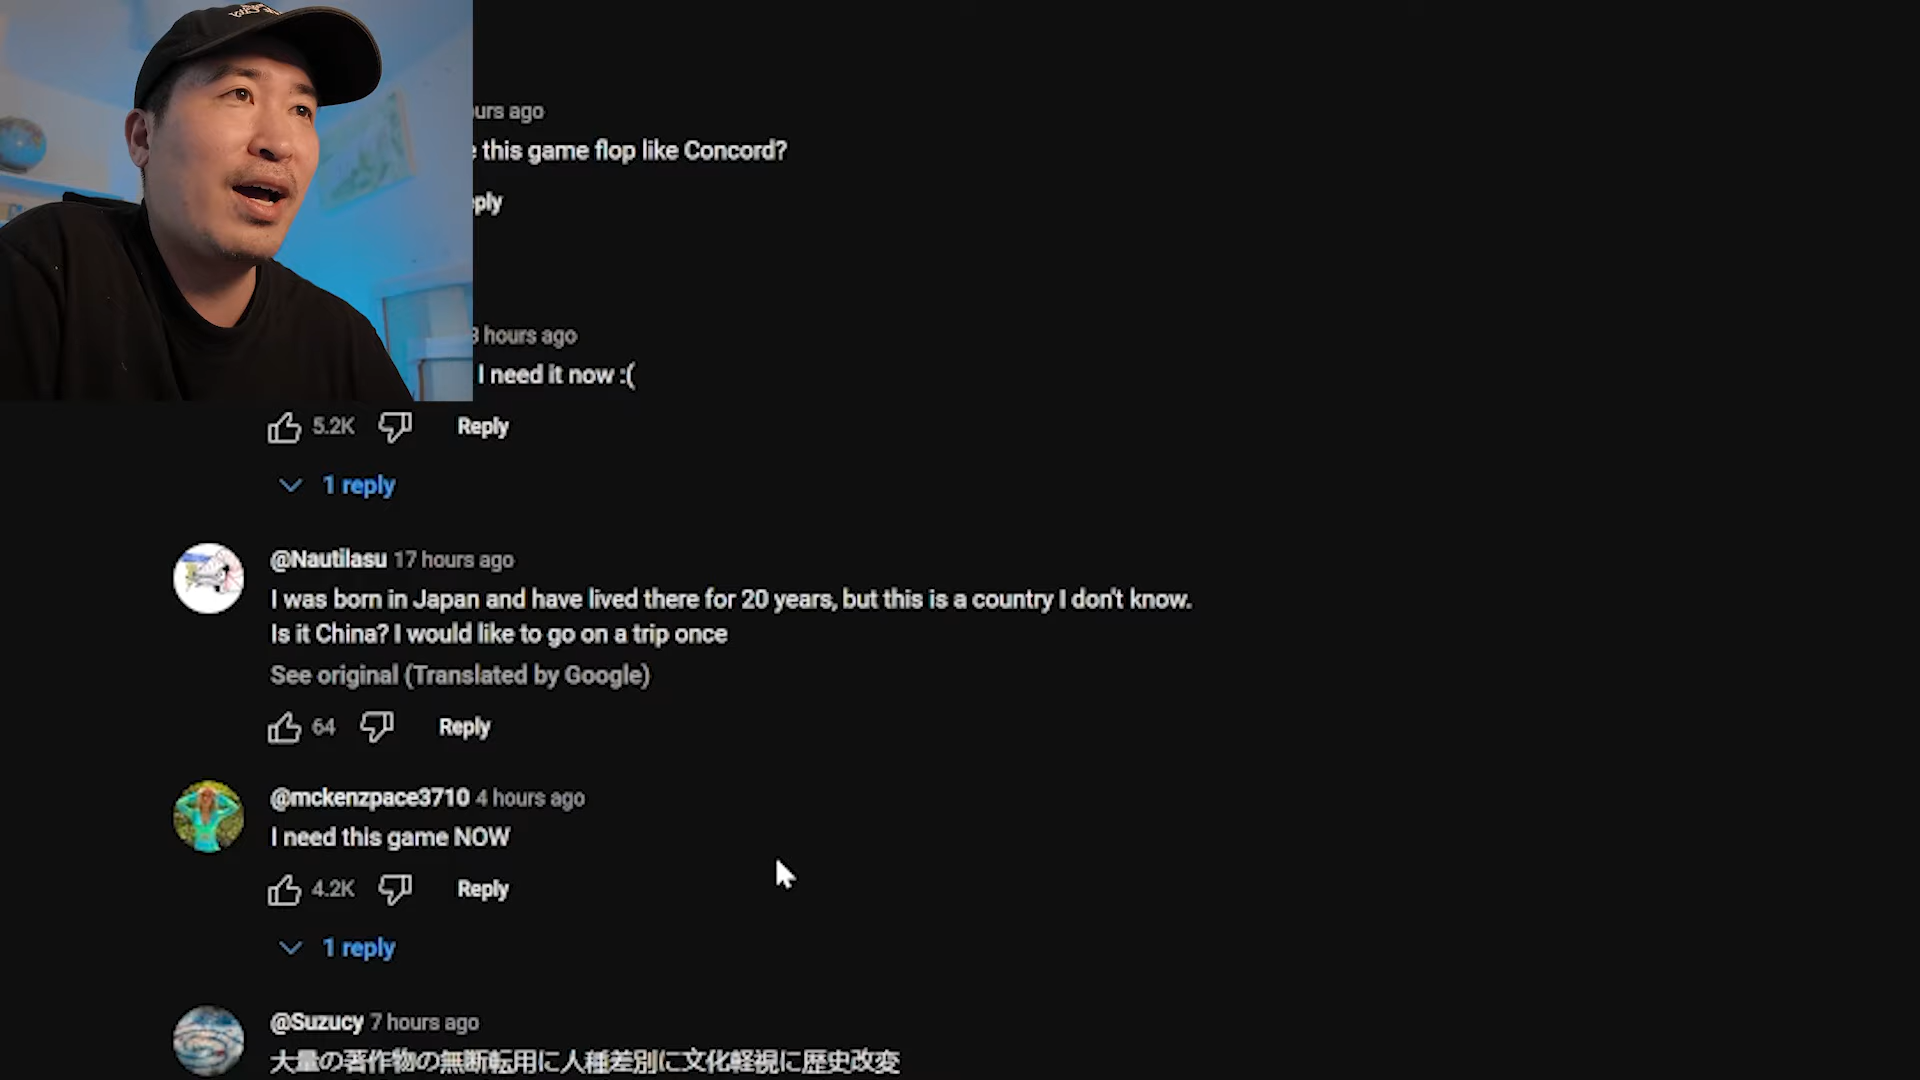 urs ago
this game flop like Concord?
ply
hours ago
I need it now :(
5.2K Reply
1 reply
@Nautilasu 17 hours ago
I was born in Japan and have lived there for 20 years, but this is a country I don't know.
Is it China? I would like to go on a trip once
See original (Translated by Google)
64 Reply
@mckenzpace3710 4 hours ago
I need this game NOW
4.2K Reply
1 reply
@Suzucy 7 hours ago
大量の著作物の無断転用に人種差別に文化軽視に歴史改変